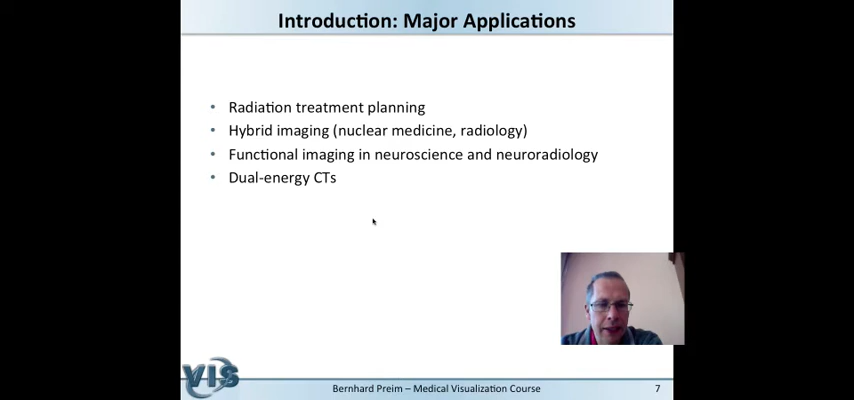 Introduction: Major Applications
• Radiation treatment planning
• Hybrid imaging (nuclear medicine, radiology)
• Functional imaging in neuroscience and neuroradiology
• Dual-energy CTs
VIS
Bernhard Preim – Medical Visualization Course
7